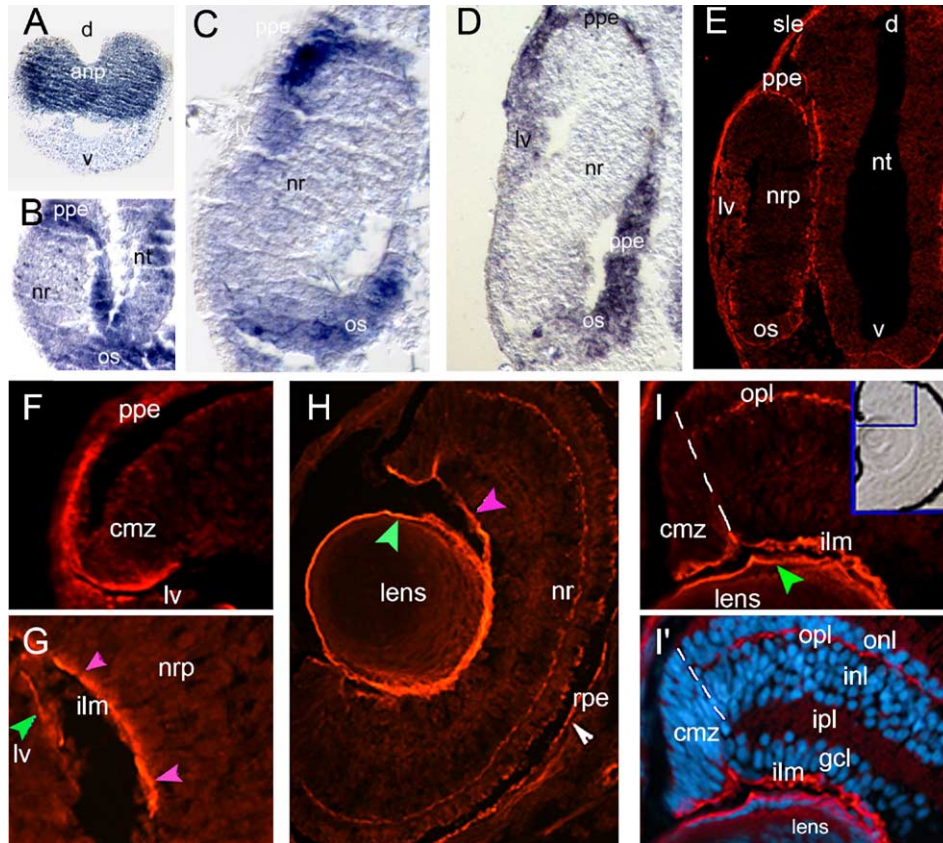 A
d
anp
v
B
ppe
nt
nr
os
C
ppe
lv
nr
os
D
ppe
lv
nr
ppe
os
E
sle
d
ppe
nt
lv
nrp
os
v
F
ppe
cmz
lv
G
nrp
ilm
lv
H
lens
nr
rpe
I
opl
cmz
ilm
lens
I'
opl
onl
inl
cmz
ipl
gcl
ilm
lens